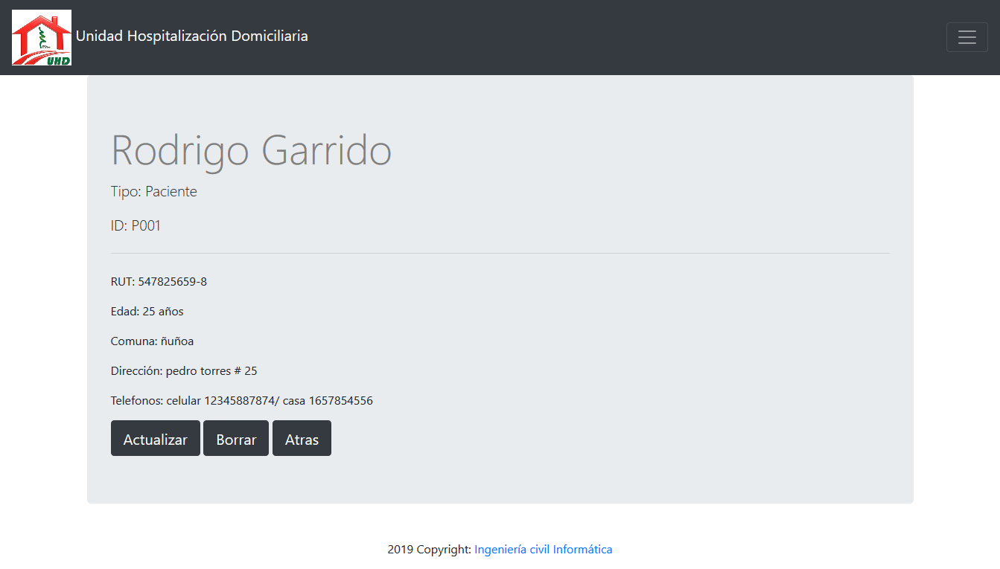 UHD
Unidad Hospitalización Domiciliaria
Rodrigo Garrido
Tipo: Paciente
ID: P001
RUT: 547825659-8
Edad: 25 años
Comuna: ñuñoa
Dirección: pedro torres # 25
Telefonos: celular 12345887874/ casa 1657854556
Actualizar Borrar Atras
2019 Copyright: Ingeniería civil Informática